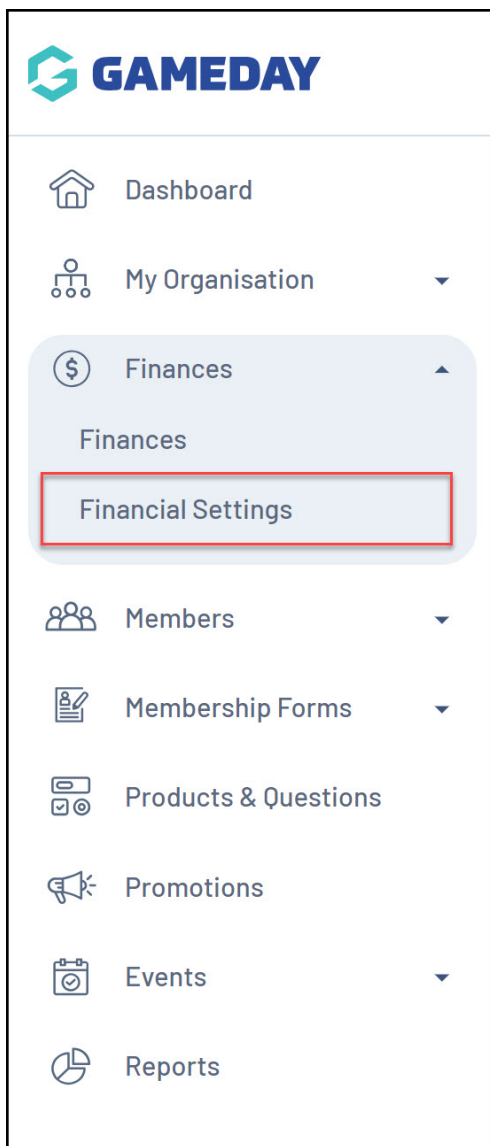 GAMEDAY
Dashboard
My Organisation
Finances
Finances
Financial Settings
Members
Membership Forms
Products & Questions
Promotions
Events
Reports